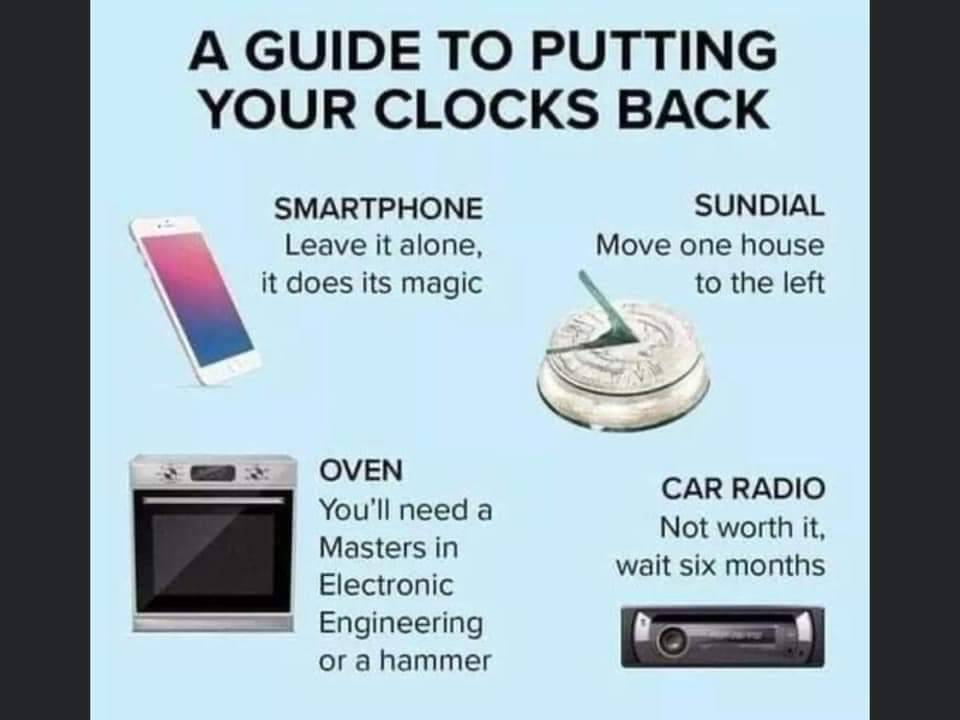 A GUIDE TO PUTTING
YOUR CLOCKS BACK
SMARTPHONE
Leave it alone,
it does its magic
SUNDIAL
Move one house
to the left
OVEN
You'll need a
Masters in
Electronic
Engineering
or a hammer
CAR RADIO
Not worth it,
wait six months